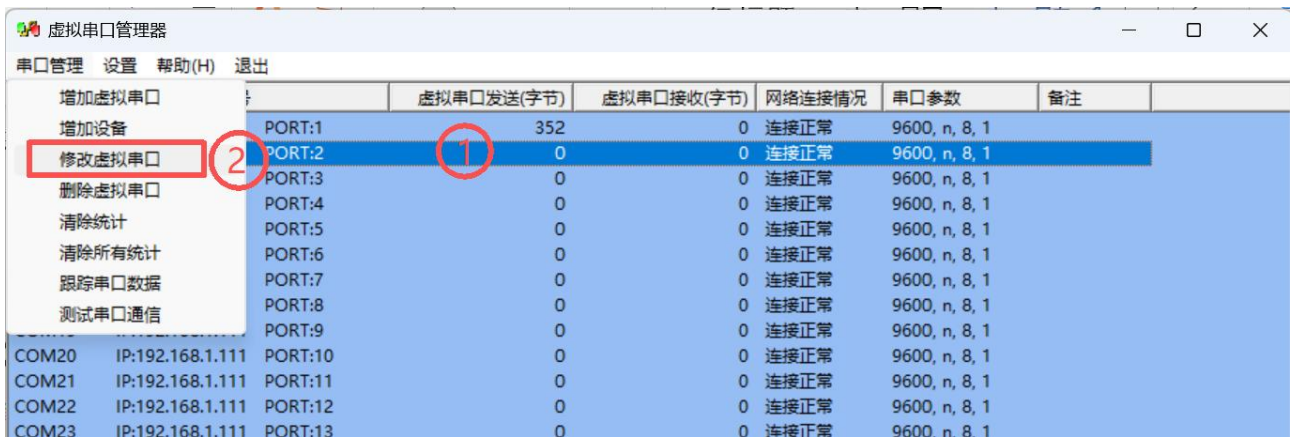 虚拟串口管理器
串口管理 设置 帮助(H) 退出
虚拟串口发送(字节) 虚拟串口接收(字节) 网络连接情况 串口参数 备注
增加虚拟串口
增加设备
修改虚拟串口
删除虚拟串口
清除统计
清除所有统计
跟踪串口数据
测试串口通信
PORT:1 352 0 连接正常 9600, n, 8, 1
② PORT:2 ① 0 0 连接正常 9600, n, 8, 1
PORT:3 0 0 连接正常 9600, n, 8, 1
PORT:4 0 0 连接正常 9600, n, 8, 1
PORT:5 0 0 连接正常 9600, n, 8, 1
PORT:6 0 0 连接正常 9600, n, 8, 1
PORT:7 0 0 连接正常 9600, n, 8, 1
PORT:8 0 0 连接正常 9600, n, 8, 1
PORT:9 0 0 连接正常 9600, n, 8, 1
COM20 IP:192.168.1.111 PORT:10 0 0 连接正常 9600, n, 8, 1
COM21 IP:192.168.1.111 PORT:11 0 0 连接正常 9600, n, 8, 1
COM22 IP:192.168.1.111 PORT:12 0 0 连接正常 9600, n, 8, 1
COM23 IP:192.168.1.111 PORT:13 0 0 连接正常 9600, n, 8, 1